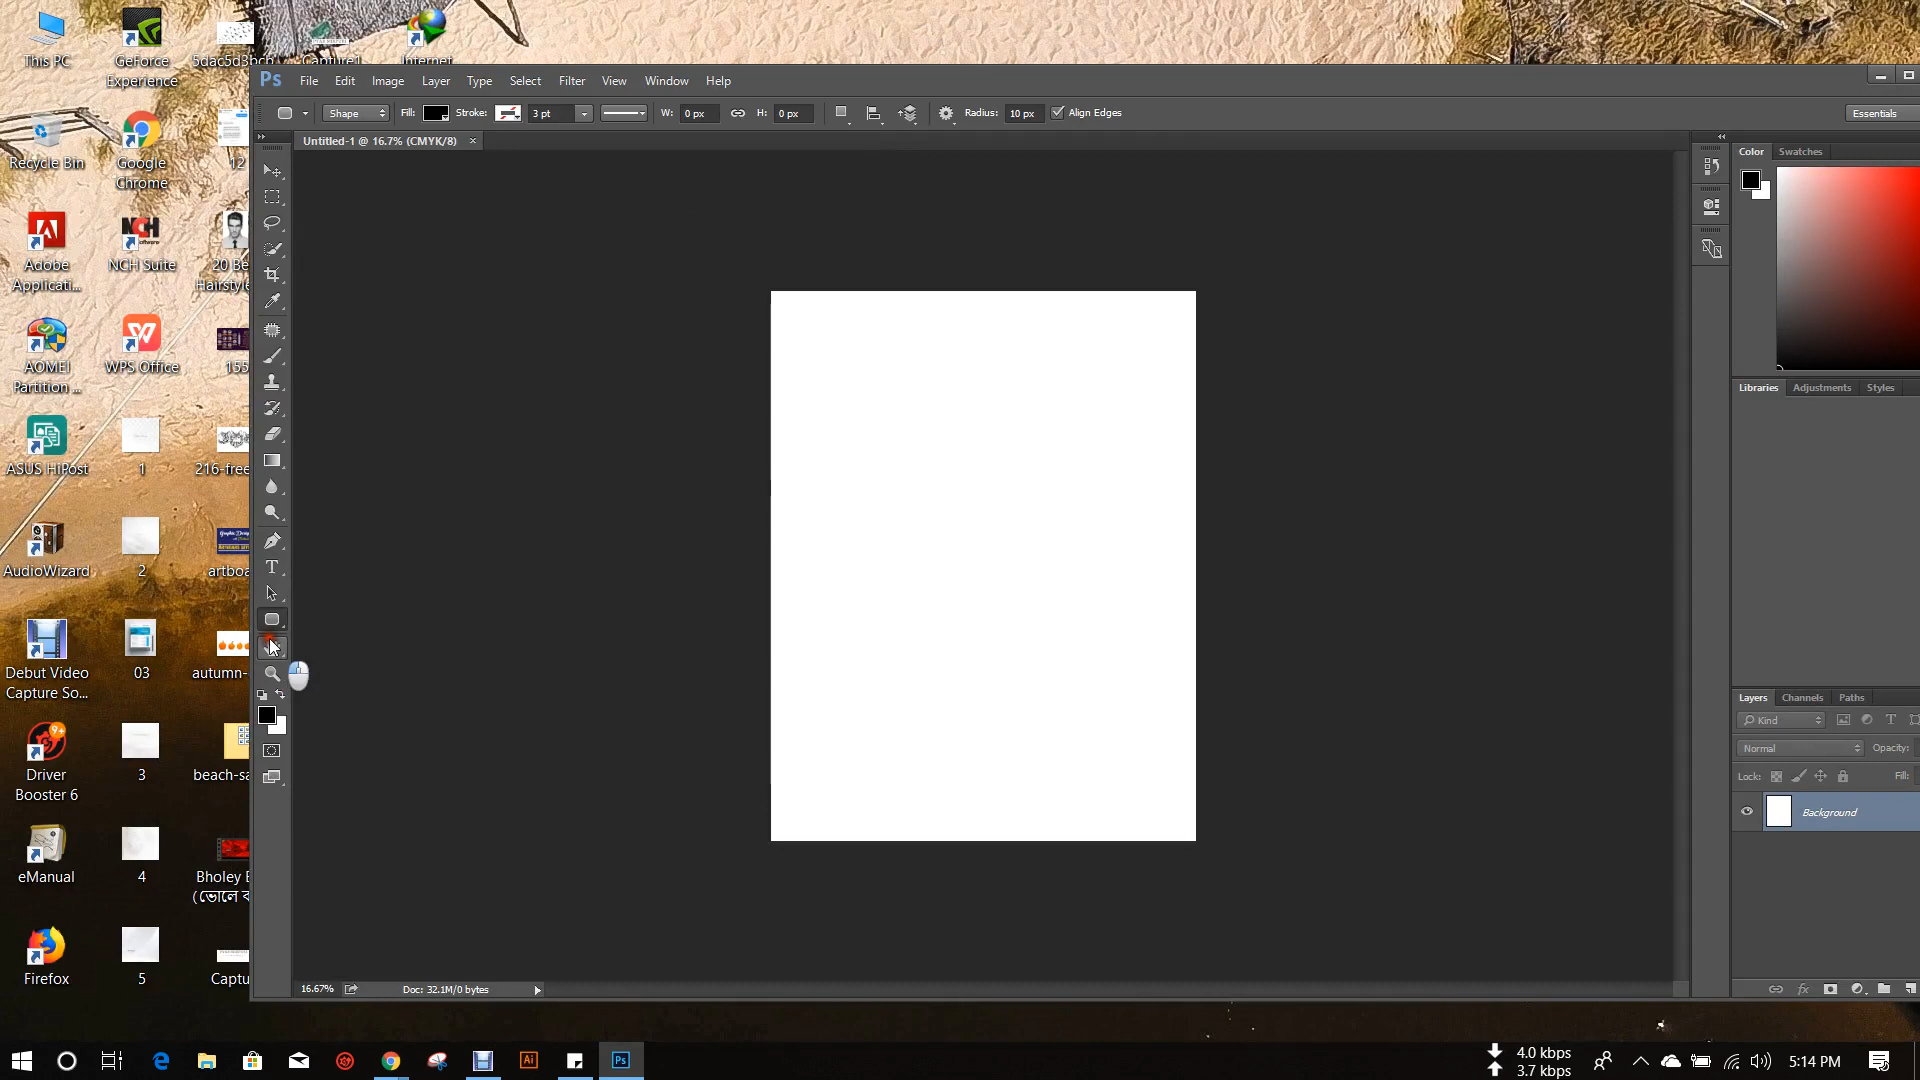 This PC
GeForce Experience
5dac5d3bcb
Capture1
Internet
Ps File Edit Image Layer Type Select Filter View Window Help
Shape Fill: Stroke: 3 pt W: 0 px H: 0 px Radius: 10 px Align Edges Essentials
Untitled-1 @ 16.7% (CMYK/8) ×
Color Swatches
Recycle Bin
Google Chrome
12
Adobe Applicati...
NCH Suite
20 Be
Hairstyle
AOMEI Partition ...
WPS Office
155
Libraries Adjustments Styles
ASUS HiPost
1
216-free
AudioWizard
2
artboa
Debut Video Capture So...
03
autumn-
Layers Channels Paths
Kind
Normal Opacity:
Lock: Fill:
Background
Driver Booster 6
3
beach-sa
eManual
4
Bholey B
(ভোলে ব
Firefox
5
Captu
16.67% Doc: 32.1M/0 bytes
4.0 kbps
3.7 kbps
5:14 PM